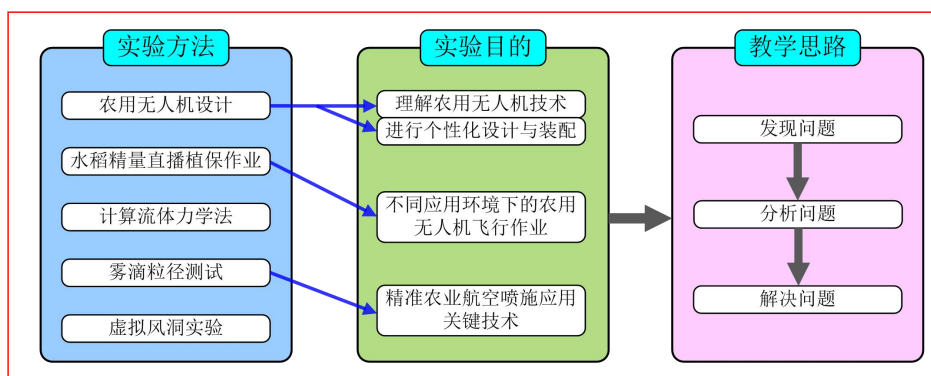 实验方法
农用无人机设计
水稻精量直播植保作业
计算流体力学法
雾滴粒径测试
虚拟风洞实验
实验目的
理解农用无人机技术
进行个性化设计与装配
不同应用环境下的农用
无人机飞行作业
精准农业航空喷施应用
关键技术
教学思路
发现问题
分析问题
解决问题